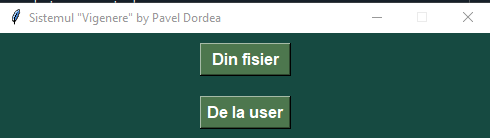 Sistemul "Vigenere" by Pavel Dordea
Din fisier
De la user